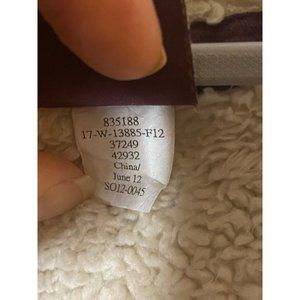 835188
17-W-13885-F12
37249
42932
China/
June 12
SO12-0045